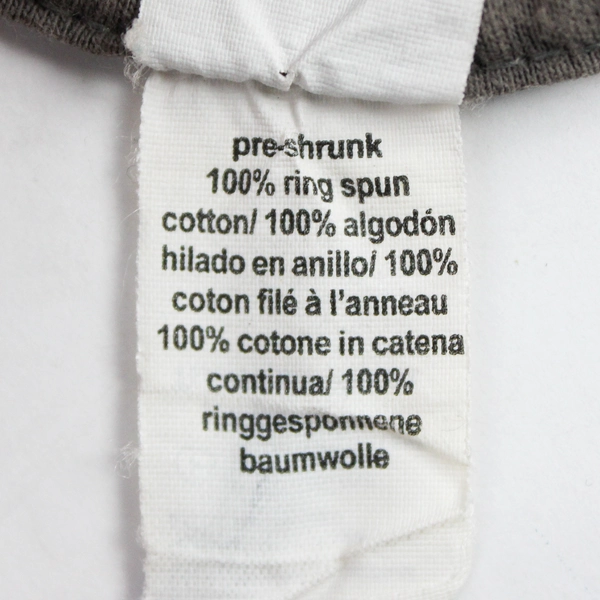 pre-shrunk
100% ring spun
cotton/ 100% algodón
hilado en anillo/ 100%
coton filé à l'anneau
100% cotone in catena
continua/ 100%
ringgesponnene
baumwolle